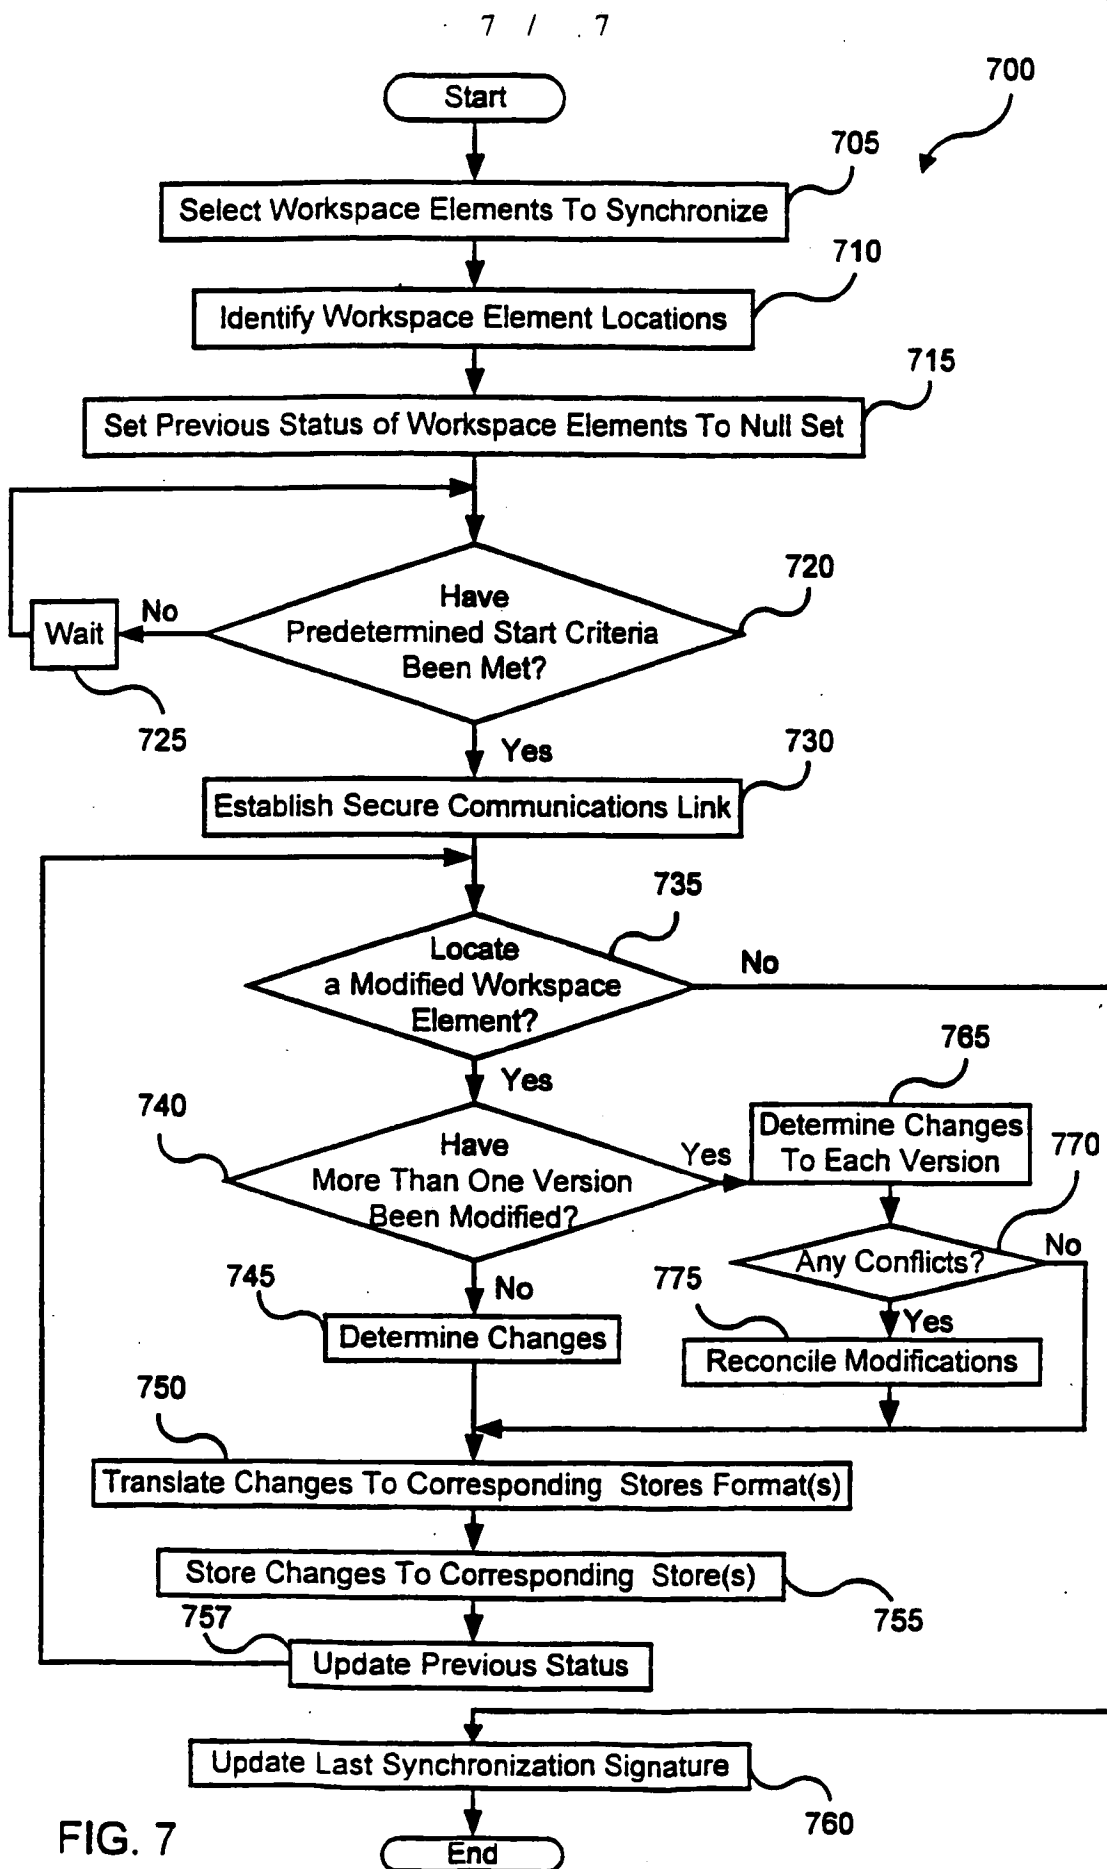 7 / 7
700
Start
705
Select Workspace Elements To Synchronize
710
Identify Workspace Element Locations
715
Set Previous Status of Workspace Elements To Null Set
720
Have
Predetermined Start Criteria
Been Met?
No
Wait
725
Yes
730
Establish Secure Communications Link
735
Locate
a Modified Workspace
Element?
No
Yes
765
740
Determine Changes
To Each Version
770
Have
More Than One Version
Been Modified?
Yes
Any Conflicts?
No
745
No
775
Yes
Determine Changes
Reconcile Modifications
750
Translate Changes To Corresponding Stores Format(s)
Store Changes To Corresponding Store(s)
755
757
Update Previous Status
Update Last Synchronization Signature
760
FIG. 7
End